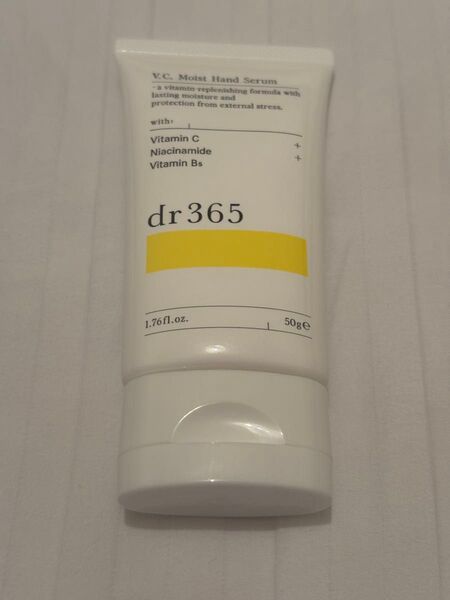 V.C. Moist Hand Serum
-a vitamin-replenishing formula with
lasting moisture and
protection from external stress.
with:
Vitamin C +
Niacinamide +
Vitamin B5
dr365
1.76fl.oz. 50g℮